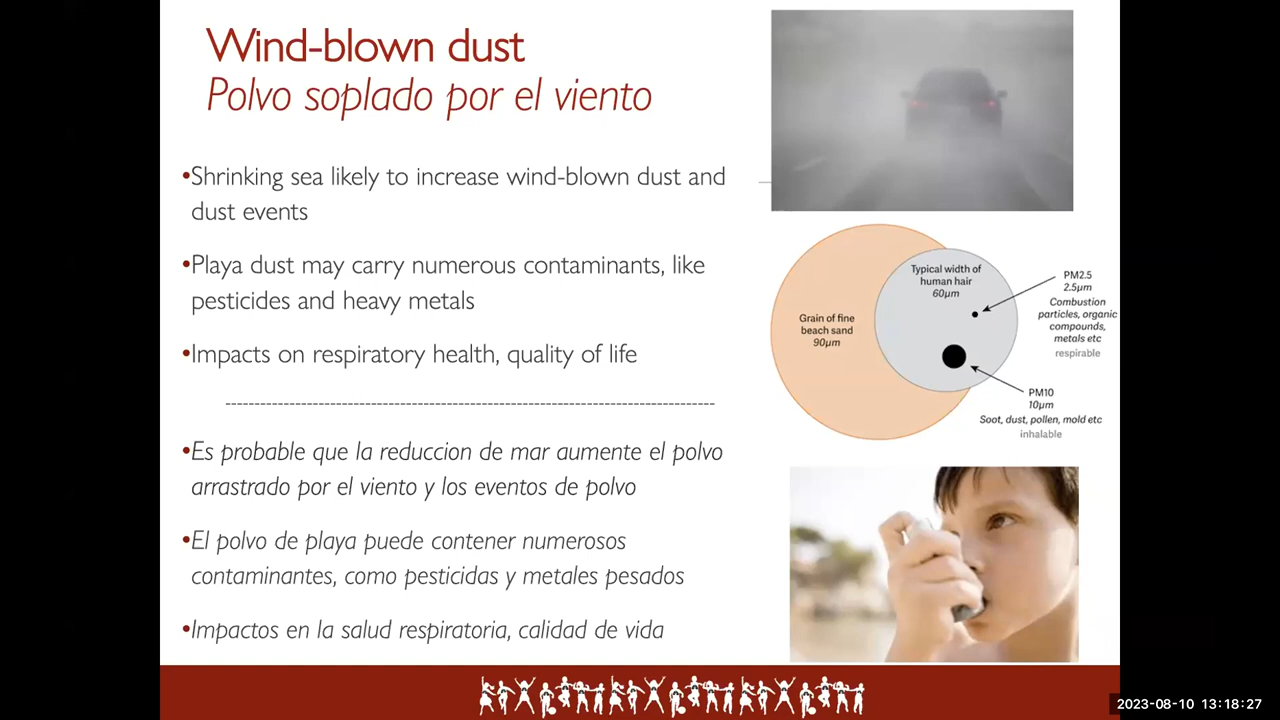 Wind-blown dust
Polvo soplado por el viento
•Shrinking sea likely to increase wind-blown dust and
dust events
•Playa dust may carry numerous contaminants, like
pesticides and heavy metals
•Impacts on respiratory health, quality of life
•Es probable que la reduccion de mar aumente el polvo
arrastrado por el viento y los eventos de polvo
•El polvo de playa puede contener numerosos
contaminantes, como pesticidas y metales pesados
•Impactos en la salud respiratoria, calidad de vida
Grain of fine
beach sand
90µm
Typical width of
human hair
60µm
PM2.5
2.5µm
Combustion
particles, organic
compounds,
metals etc
respirable
PM10
10µm
Soot, dust, pollen, mold etc
inhalable
2023-08-10 13:18:27